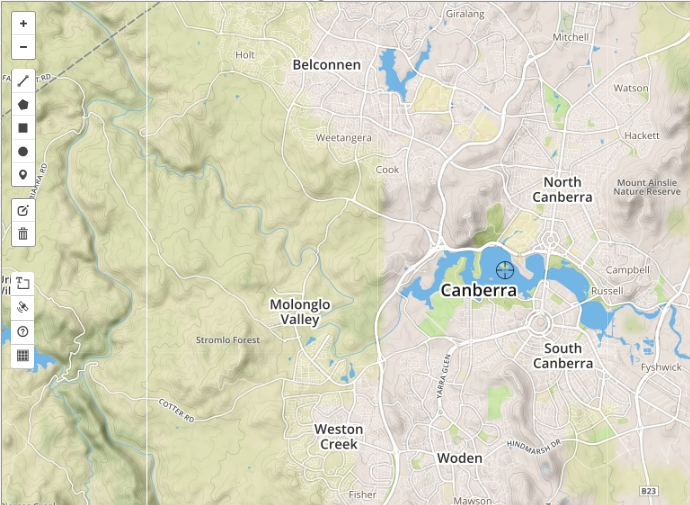 Giralang
Mitchell
Holt
Belconnen
Watson
Weetangera
Hackett
Cook
North
Canberra
Mount Ainslie
Nature Reserve
Campbell
Canberra
Russell
Molonglo
Valley
Stromlo Forest
South
Canberra
Fyshwick
YARRA GLEN
COTTER RD
Weston
Creek
HINDMARSH DR
Woden
B23
Fisher
Mawson